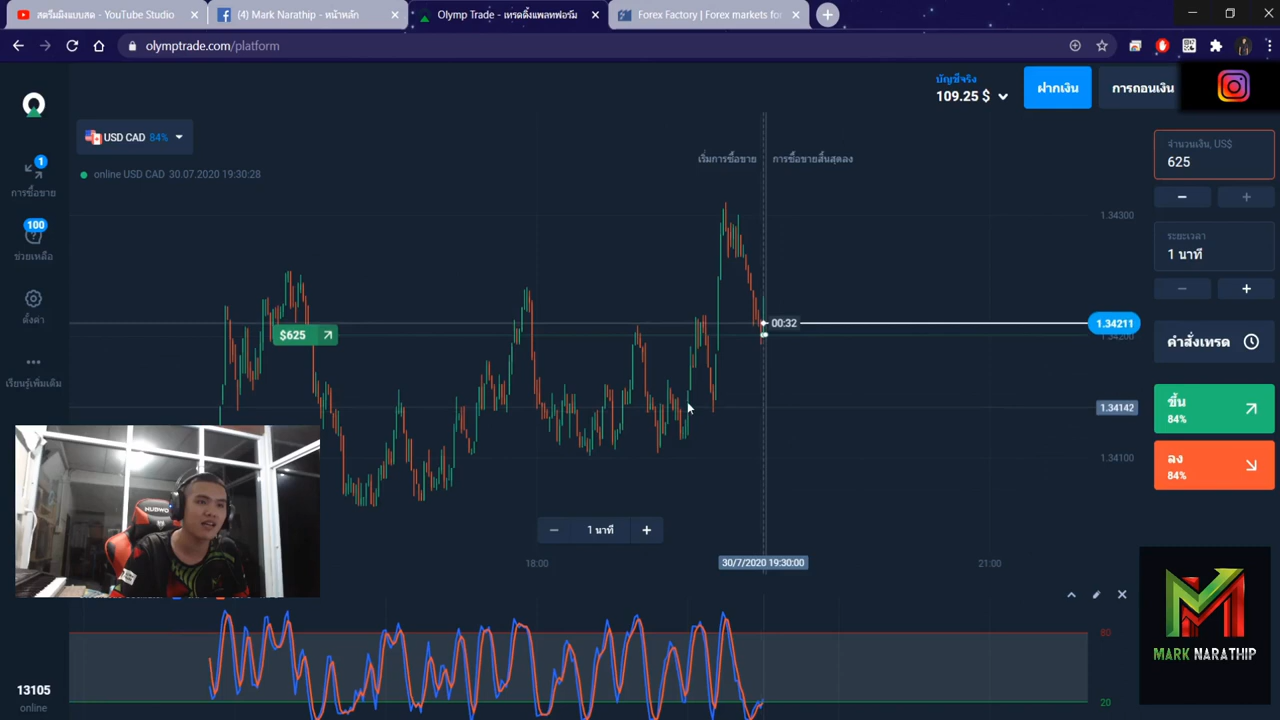 สตรีมมิงแบบสด - YouTube Studio
(4) Mark Narathip - หน้าหลัก
Olymp Trade - เทรดดิ้งแพลทฟอร์ม
Forex Factory | Forex markets for
olymptrade.com/platform
บัญชีจริง
109.25 $
ฝากเงิน
การถอนเงิน
USD CAD 84%
online USD CAD 30.07.2020 19:30:28
เริ่มการซื้อขาย
การซื้อขายสิ้นสุดลง
จำนวนเงิน, US$
625
1
การซื้อขาย
100
ช่วยเหลือ
ตั้งค่า
เรียนรู้เพิ่มเติม
1.34300
ระยะเวลา
1 นาที
$625
00:32
1.34211
1.34200
คำสั่งเทรด
1.34142
ขึ้น
84%
1.34100
ลง
84%
NUBWO
1 นาที
18:00
30/7/2020 19:30:00
21:00
80
20
MARK NARATHIP
13105
online